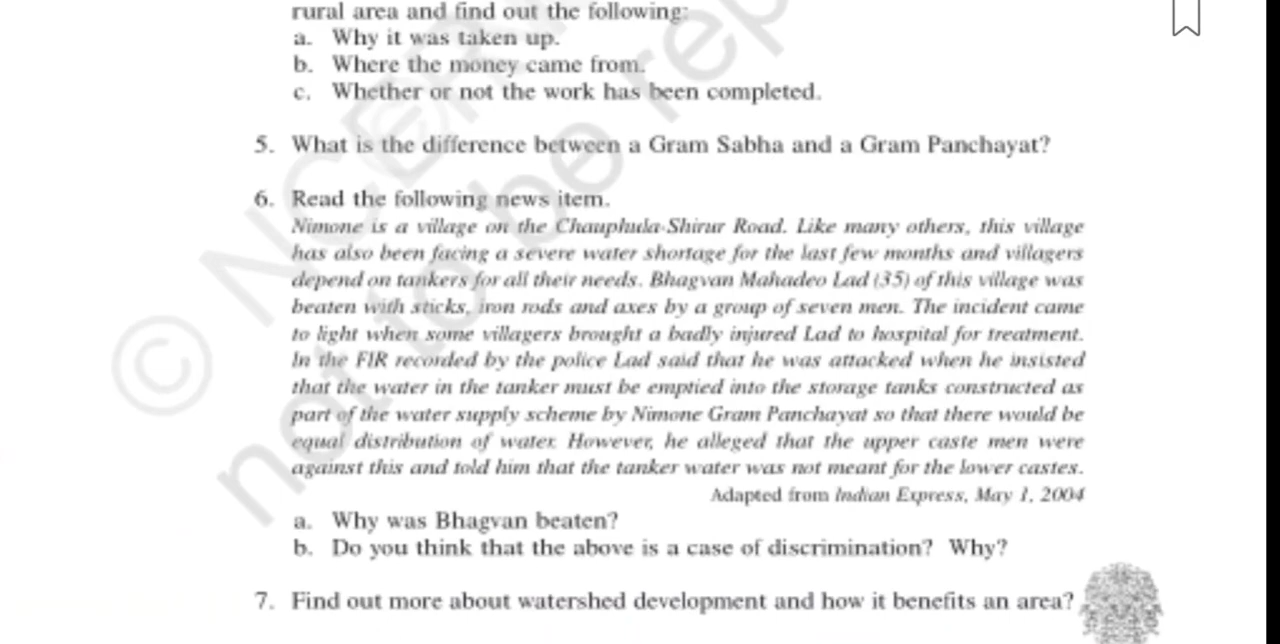 rural area and find out the following:
a. Why it was taken up.
b. Where the money came from.
c. Whether or not the work has been completed.
5. What is the difference between a Gram Sabha and a Gram Panchayat?
6. Read the following news item.
Nimone is a village on the Chauphula-Shirur Road. Like many others, this village
has also been facing a severe water shortage for the last few months and villagers
depend on tankers for all their needs. Bhagvan Mahadeo Lad (35) of this village was
beaten with sticks, iron rods and axes by a group of seven men. The incident came
to light when some villagers brought a badly injured Lad to hospital for treatment.
In the FIR recorded by the police Lad said that he was attacked when he insisted
that the water in the tanker must be emptied into the storage tanks constructed as
part of the water supply scheme by Nimone Gram Panchayat so that there would be
equal distribution of water. However, he alleged that the upper caste men were
against this and told him that the tanker water was not meant for the lower castes.
Adapted from Indian Express, May 1, 2004
a. Why was Bhagvan beaten?
b. Do you think that the above is a case of discrimination? Why?
7. Find out more about watershed development and how it benefits an area?
© NCER
not to be rep